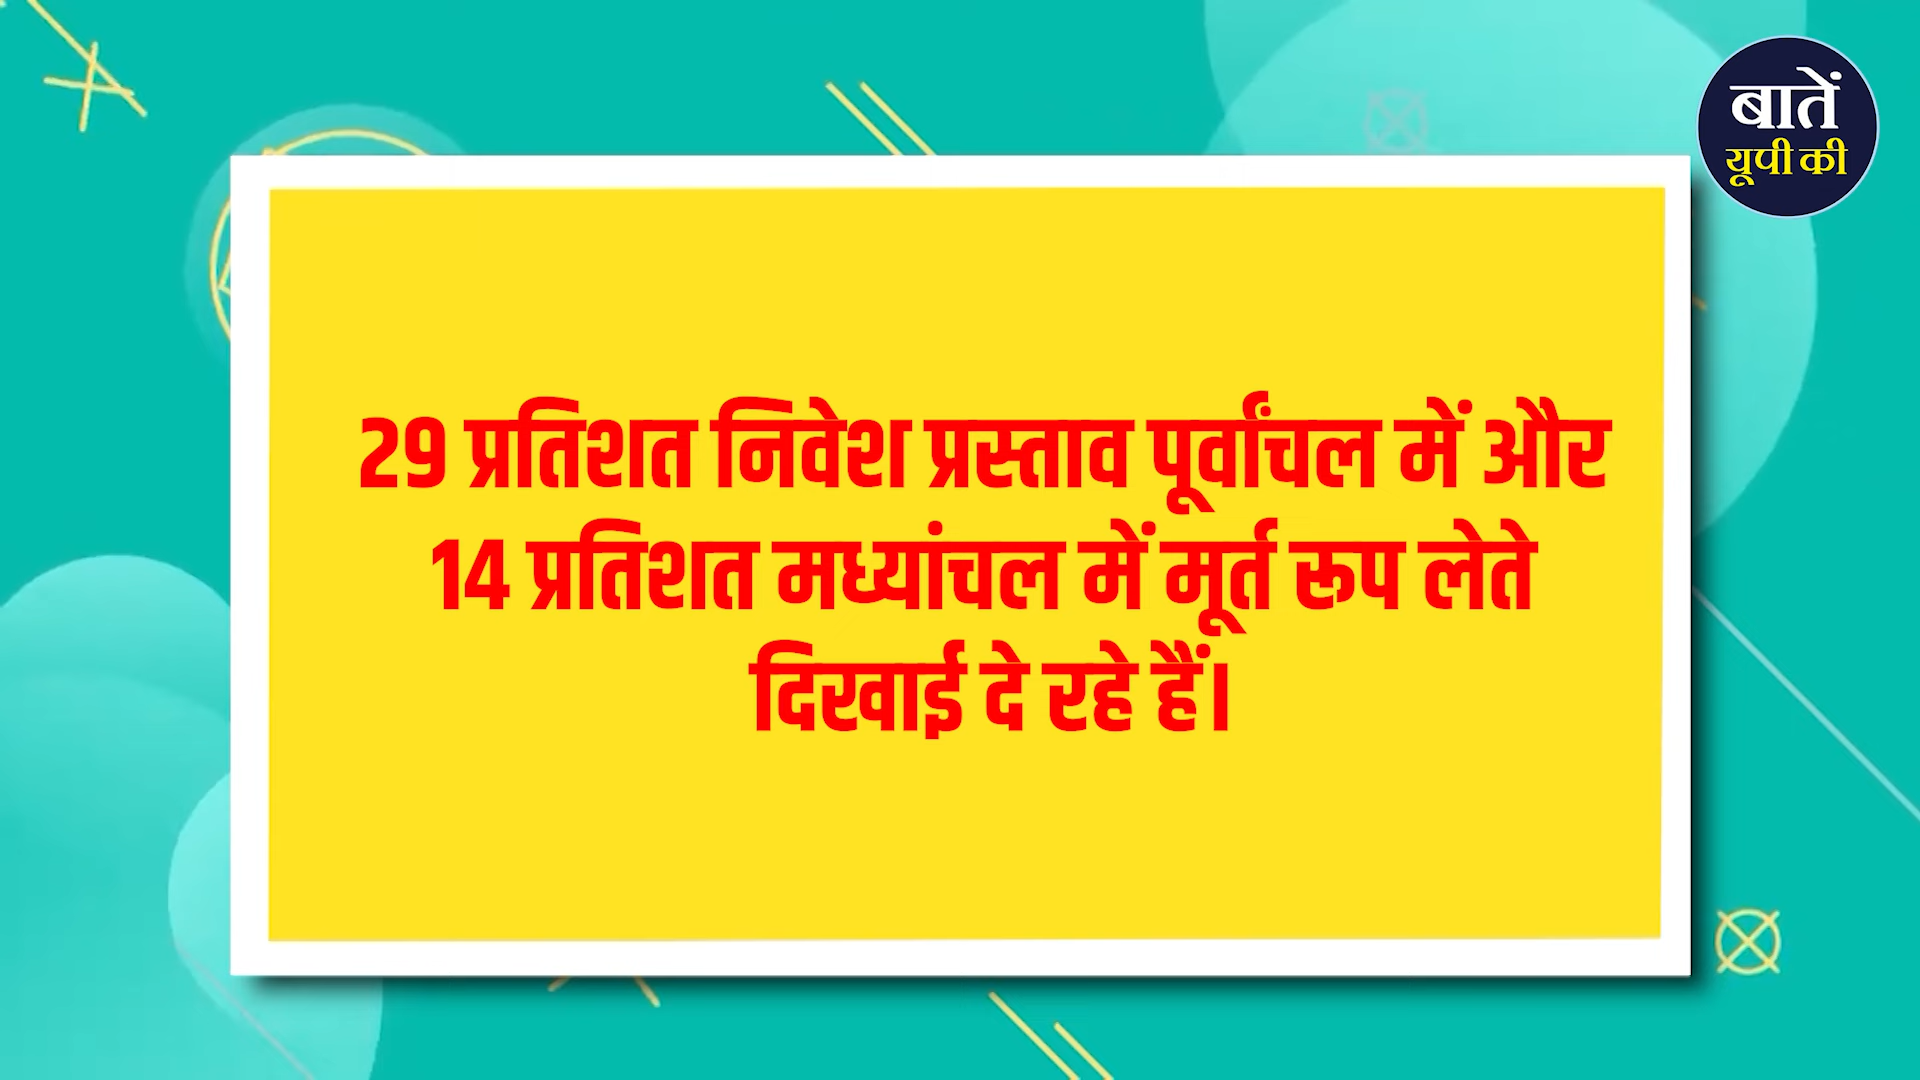 बातें
यूपी की
29 प्रतिशत निवेश प्रस्ताव पूर्वांचल में और
14 प्रतिशत मध्यांचल में मूर्त रूप लेते
दिखाई दे रहे हैं।